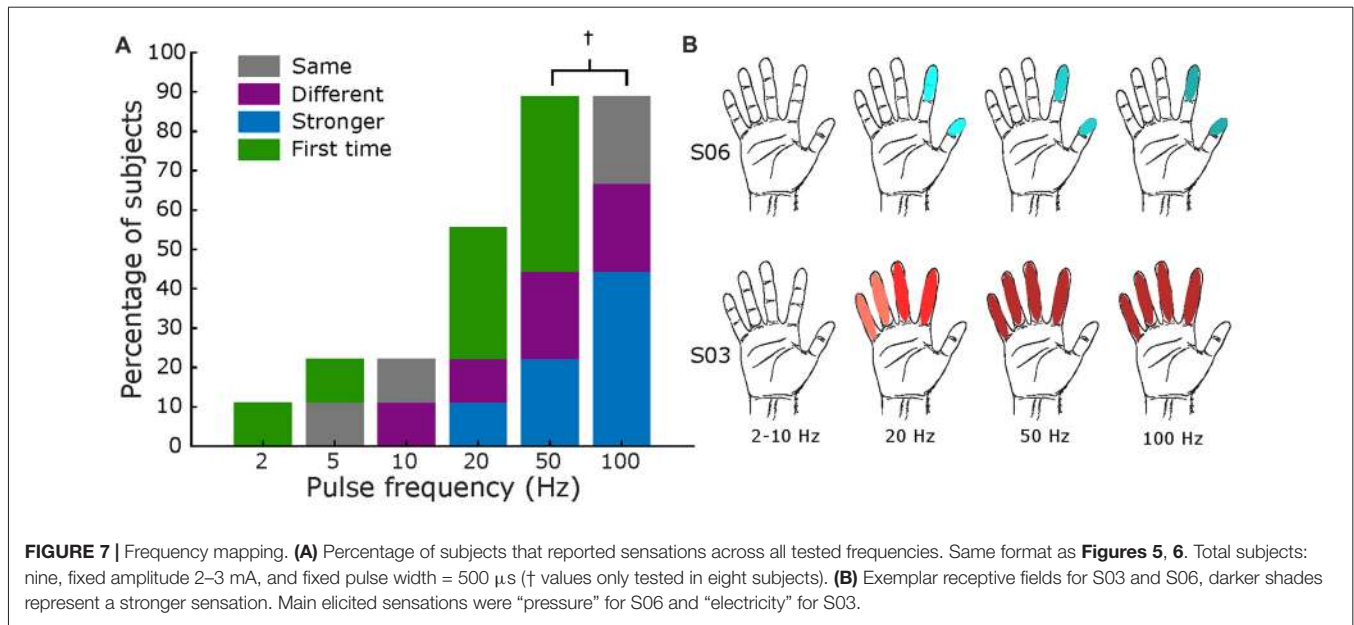 A
†
B
100
90
80
70
60
50
40
30
20
10
0
Percentage of subjects
Same
Different
Stronger
First time
2 5 10 20 50 100
Pulse frequency (Hz)
S06
S03
2-10 Hz 20 Hz 50 Hz 100 Hz
FIGURE 7 | Frequency mapping. (A) Percentage of subjects that reported sensations across all tested frequencies. Same format as Figures 5, 6. Total subjects:
nine, fixed amplitude 2–3 mA, and fixed pulse width = 500 μs († values only tested in eight subjects). (B) Exemplar receptive fields for S03 and S06, darker shades
represent a stronger sensation. Main elicited sensations were “pressure” for S06 and “electricity” for S03.